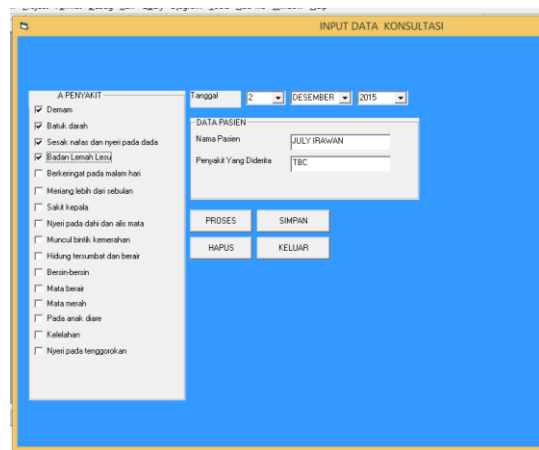 INPUT DATA KONSULTASI
A PENYAKIT
Demam
Batuk darah
Sesak nafas dan nyeri pada dada
Badan Lemah Lesu
Berkeringat pada malam hari
Meriang lebih dari sebulan
Sakit kepala
Nyeri pada dahi dan alis mata
Muncul bintik kemerahan
Hidung tersumbat dan berair
Bersin-bersin
Mata berair
Mata merah
Pada anak diare
Kelelahan
Nyeri pada tenggorokan
Tanggal 2 DESEMBER 2015
DATA PASIEN
Nama Pasien JULY IRAWAN
Penyakit Yang Diderita TBC
PROSES SIMPAN
HAPUS KELUAR